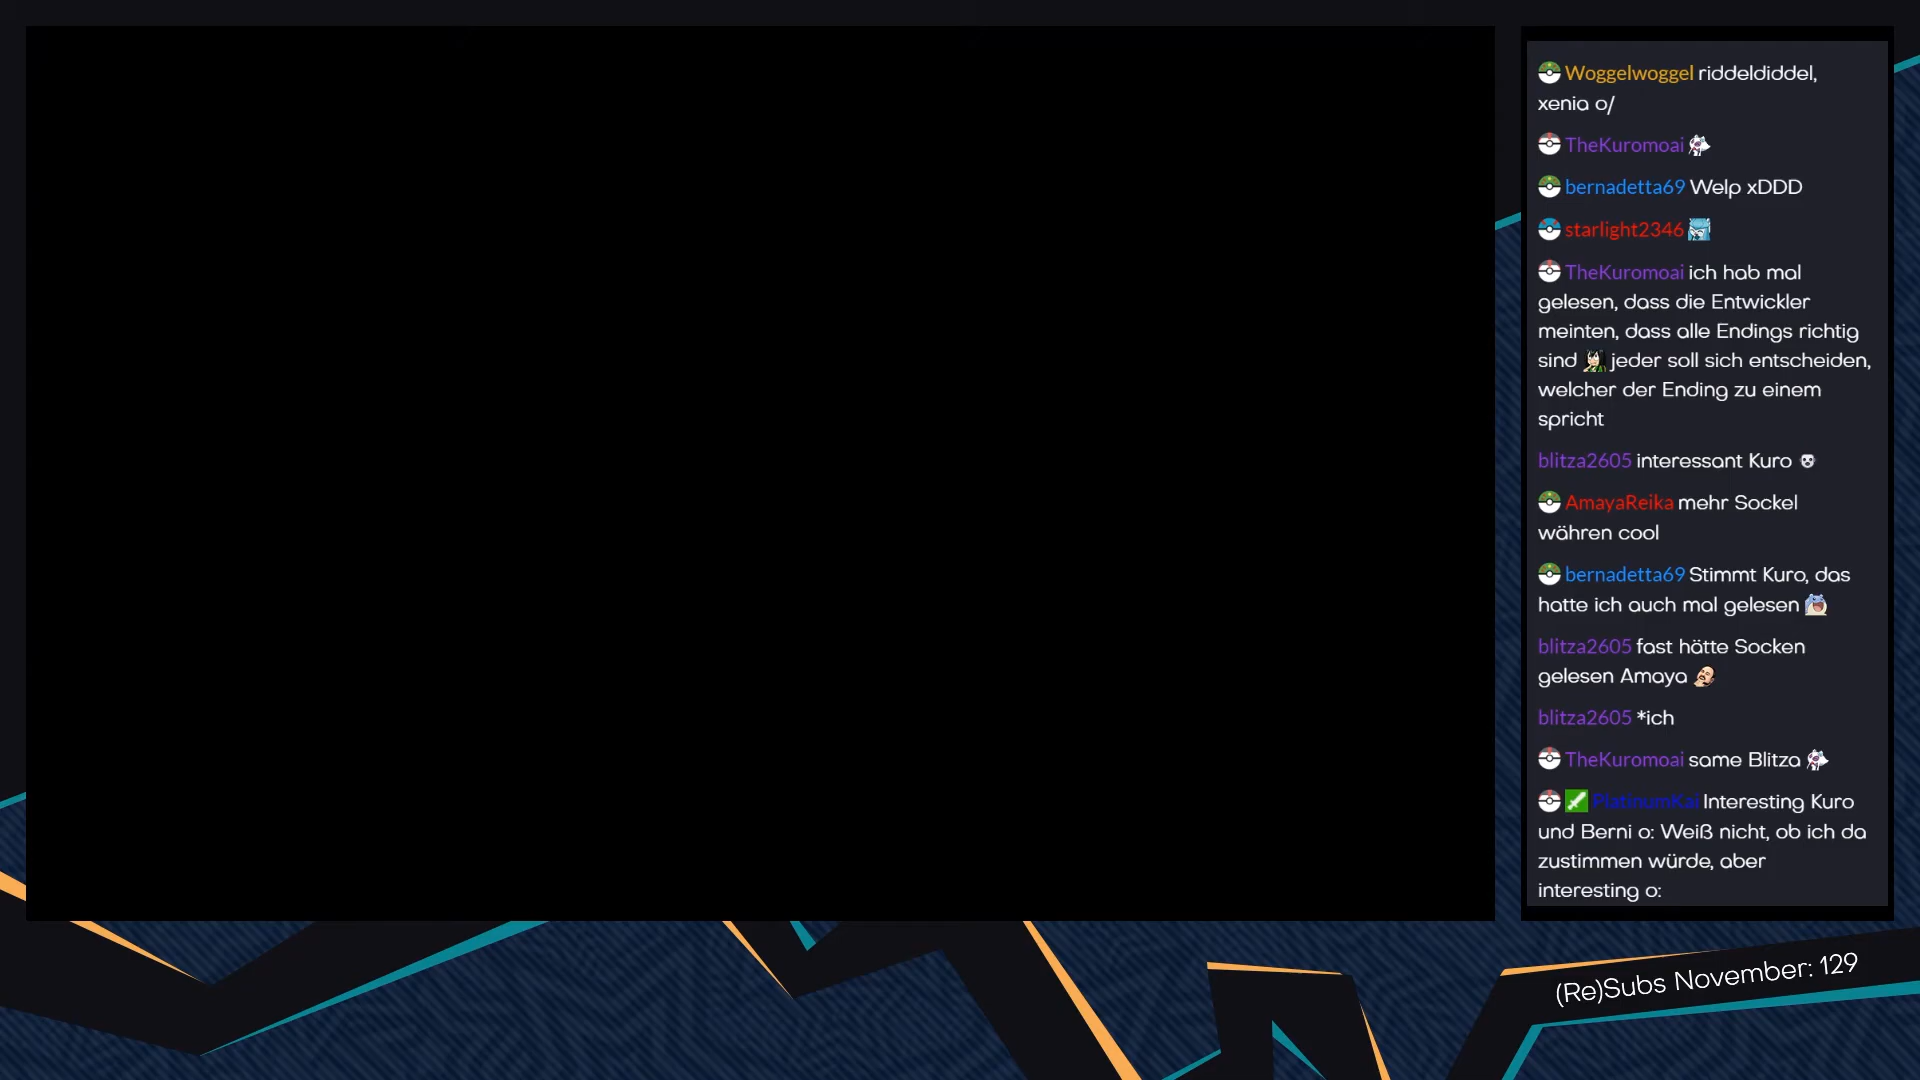 Woggelwoggel riddeldiddel,
xenia o/
TheKuromoai
bernadetta69 Welp xDDD
starlight2346
TheKuromoai ich hab mal
gelesen, dass die Entwickler
meinten, dass alle Endings richtig
sind jeder soll sich entscheiden,
welcher der Ending zu einem
spricht
blitza2605 interessant Kuro
AmayaReika mehr Sockel
währen cool
bernadetta69 Stimmt Kuro, das
hatte ich auch mal gelesen
blitza2605 fast hätte Socken
gelesen Amaya
blitza2605 *ich
TheKuromoai same Blitza
PlatinumKai Interesting Kuro
und Berni o: Weiß nicht, ob ich da
zustimmen würde, aber
interesting o:
(Re)Subs November: 129